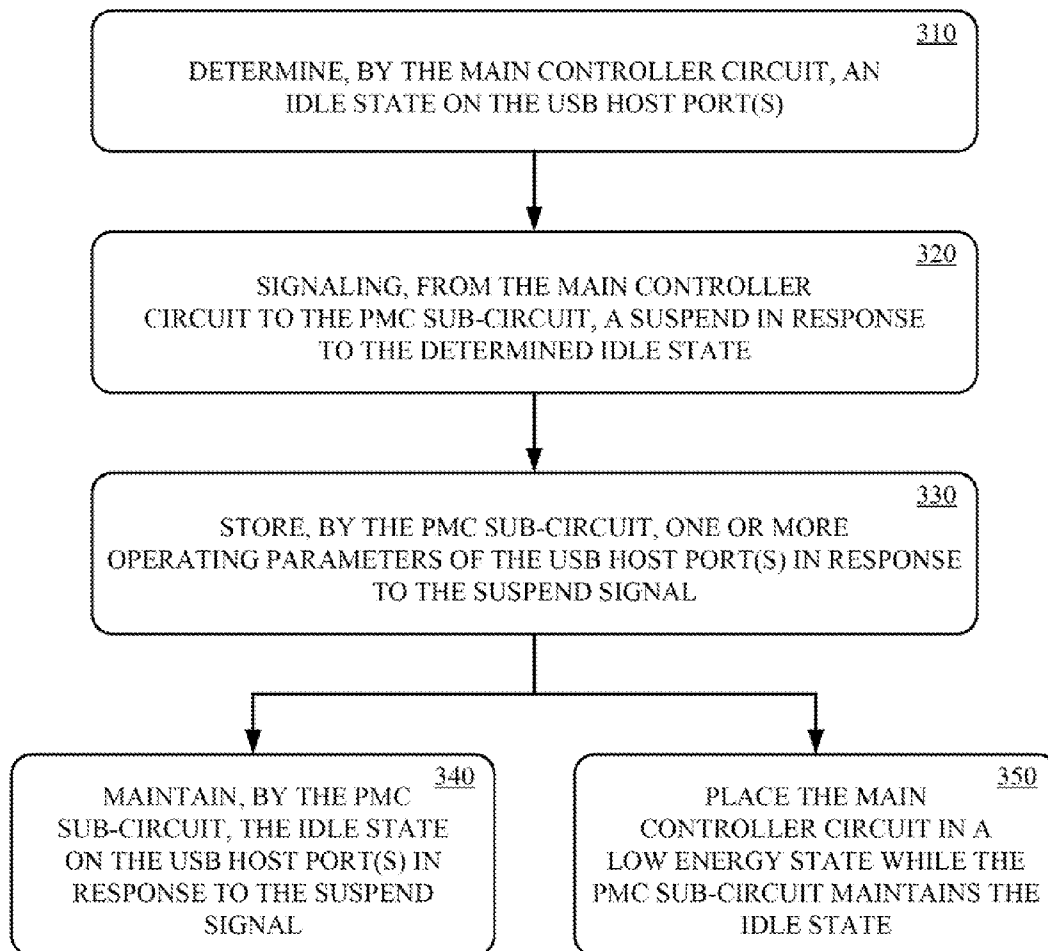 310
DETERMINE, BY THE MAIN CONTROLLER CIRCUIT, AN
IDLE STATE ON THE USB HOST PORT(S)
320
SIGNALING, FROM THE MAIN CONTROLLER
CIRCUIT TO THE PMC SUB-CIRCUIT, A SUSPEND IN RESPONSE
TO THE DETERMINED IDLE STATE
330
STORE, BY THE PMC SUB-CIRCUIT, ONE OR MORE
OPERATING PARAMETERS OF THE USB HOST PORT(S) IN RESPONSE
TO THE SUSPEND SIGNAL
340
MAINTAIN, BY THE PMC
SUB-CIRCUIT, THE IDLE STATE
ON THE USB HOST PORT(S) IN
RESPONSE TO THE SUSPEND
SIGNAL
350
PLACE THE MAIN
CONTROLLER CIRCUIT IN A
LOW ENERGY STATE WHILE THE
PMC SUB-CIRCUIT MAINTAINS THE
IDLE STATE